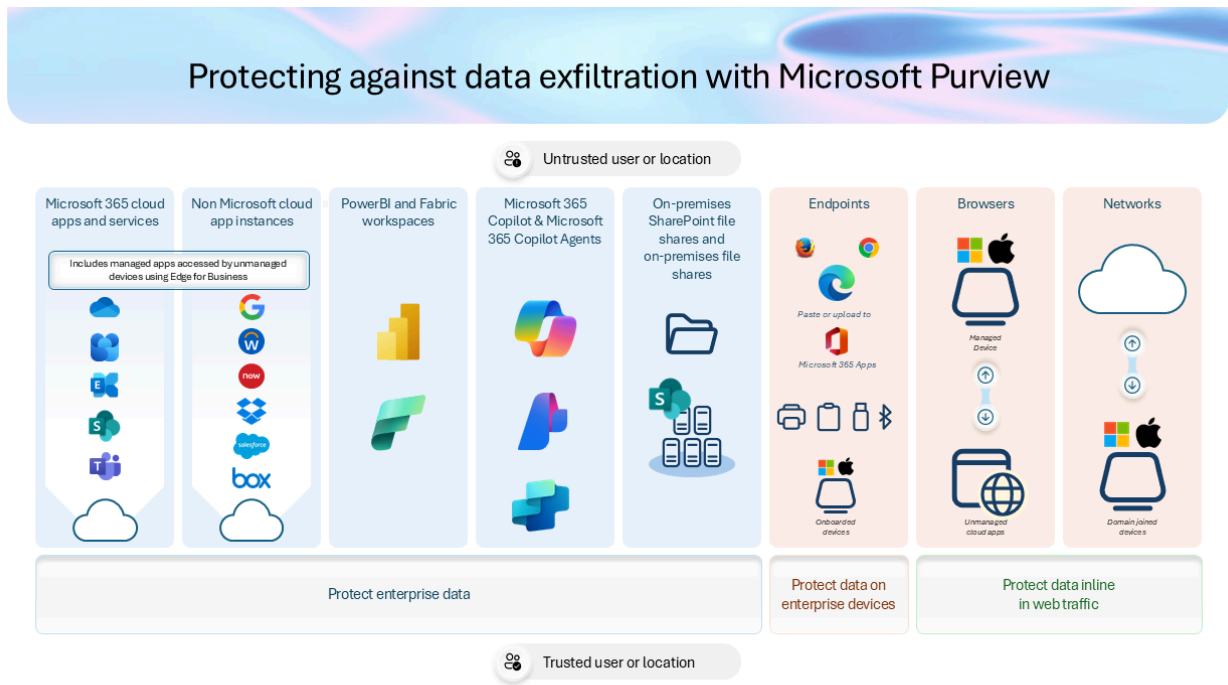 Protecting against data exfiltration with Microsoft Purview
Untrusted user or location
Microsoft 365 cloud
apps and services
Non Microsoft cloud
app instances
Includes managed apps accessed by unmanaged
devices using Edge for Business
E
S
T
G
w
now
salesforce
box
PowerBI and Fabric
workspaces
Microsoft 365
Copilot & Microsoft
365 Copilot Agents
On-premises
SharePoint file
shares and
on-premises file
shares
S
Endpoints
Paste or upload to
Microsoft 365 Apps
Onboarded
devices
Browsers
Managed
Device
Unmanaged
cloud apps
Networks
Domain joined
devices
Protect enterprise data
Protect data on
enterprise devices
Protect data inline
in web traffic
Trusted user or location